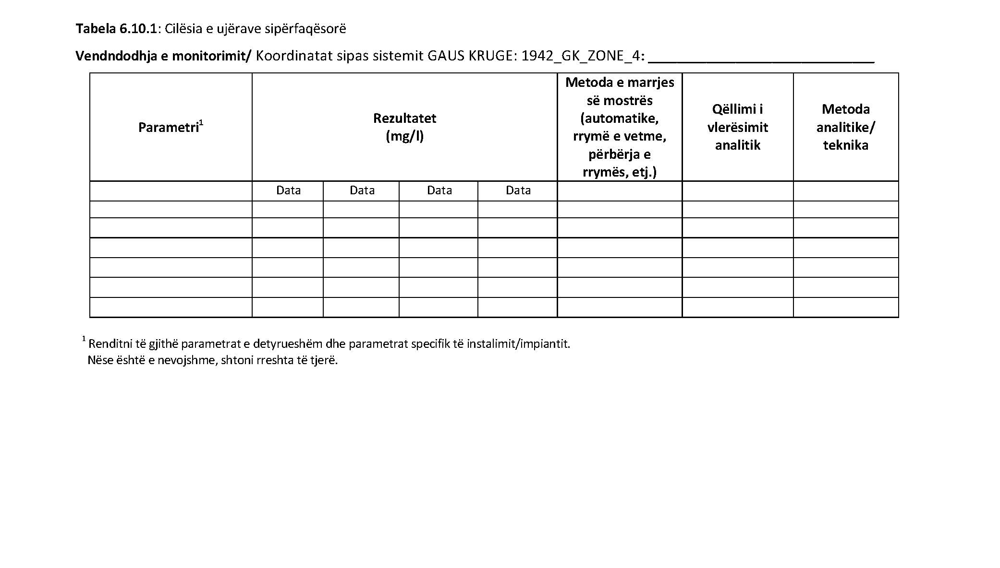 Tabela 6.10.1: Cilësia e ujërave sipërfaqësorë
Vendndodhja e monitorimit/ Koordinatat sipas sistemit GAUS KRUGE: 1942_GK_ZONE_4: ______________________________
Parametri¹
Rezultatet
(mg/l)
Metoda e marrjes
së mostrës
(automatike,
rrymë e vetme,
përbërja e
rrymës, etj.)
Qëllimi i
vlerësimit
analitik
Metoda
analitike/
teknika
Data Data Data Data
¹ Renditni të gjithë parametrat e detyrueshëm dhe parametrat specifik të instalimit/impiantit.
Nëse është e nevojshme, shtoni rreshta të tjerë.